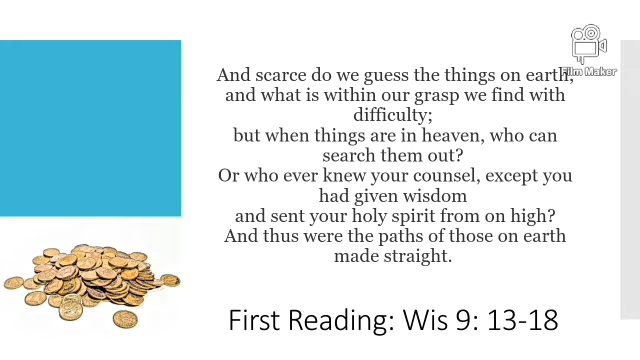 Film Maker
And scarce do we guess the things on earth,
and what is within our grasp we find with
difficulty;
but when things are in heaven, who can
search them out?
Or who ever knew your counsel, except you
had given wisdom
and sent your holy spirit from on high?
And thus were the paths of those on earth
made straight.
First Reading: Wis 9: 13-18